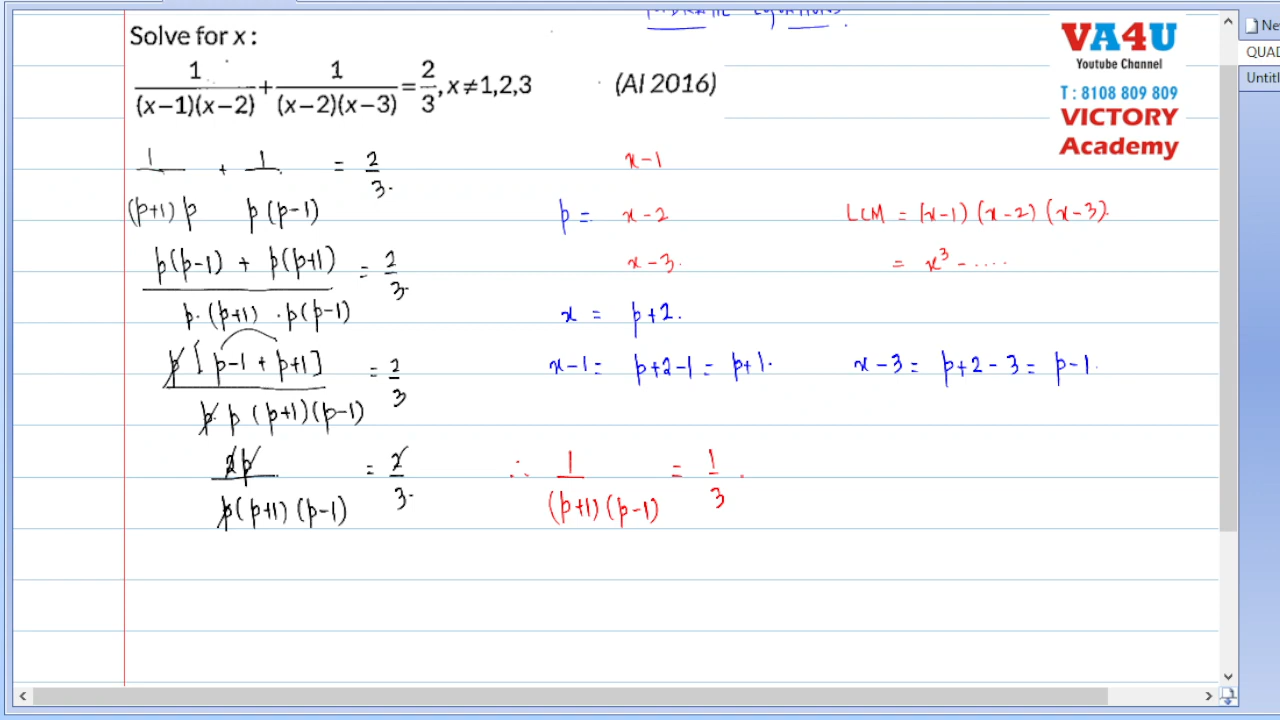 Solve for x :
1/((x−1)(x−2)) + 1/((x−2)(x−3)) = 2/3, x ≠ 1,2,3 (AI 2016)
VA4U
Youtube Channel
T : 8108 809 809
VICTORY
Academy
Ne
QUAD
Untitl
1/((p+1) p) + 1/(p (p−1)) = 2/3.
(p(p−1) + p(p+1))/(p. (p+1) . p(p−1)) = 2/3.
(p [p−1 + p+1])/(p. p (p+1)(p−1)) = 2/3
2p/(p(p+1) (p−1)) = 2/3.
x−1
p = x−2
x−3.
x = p+2.
x−1 = p+2−1 = p+1.
LCM = (x−1) (x−2) (x−3).
= x³ − ....
x−3 = p+2−3 = p−1.
∴ 1/((p+1) (p−1)) = 1/3.